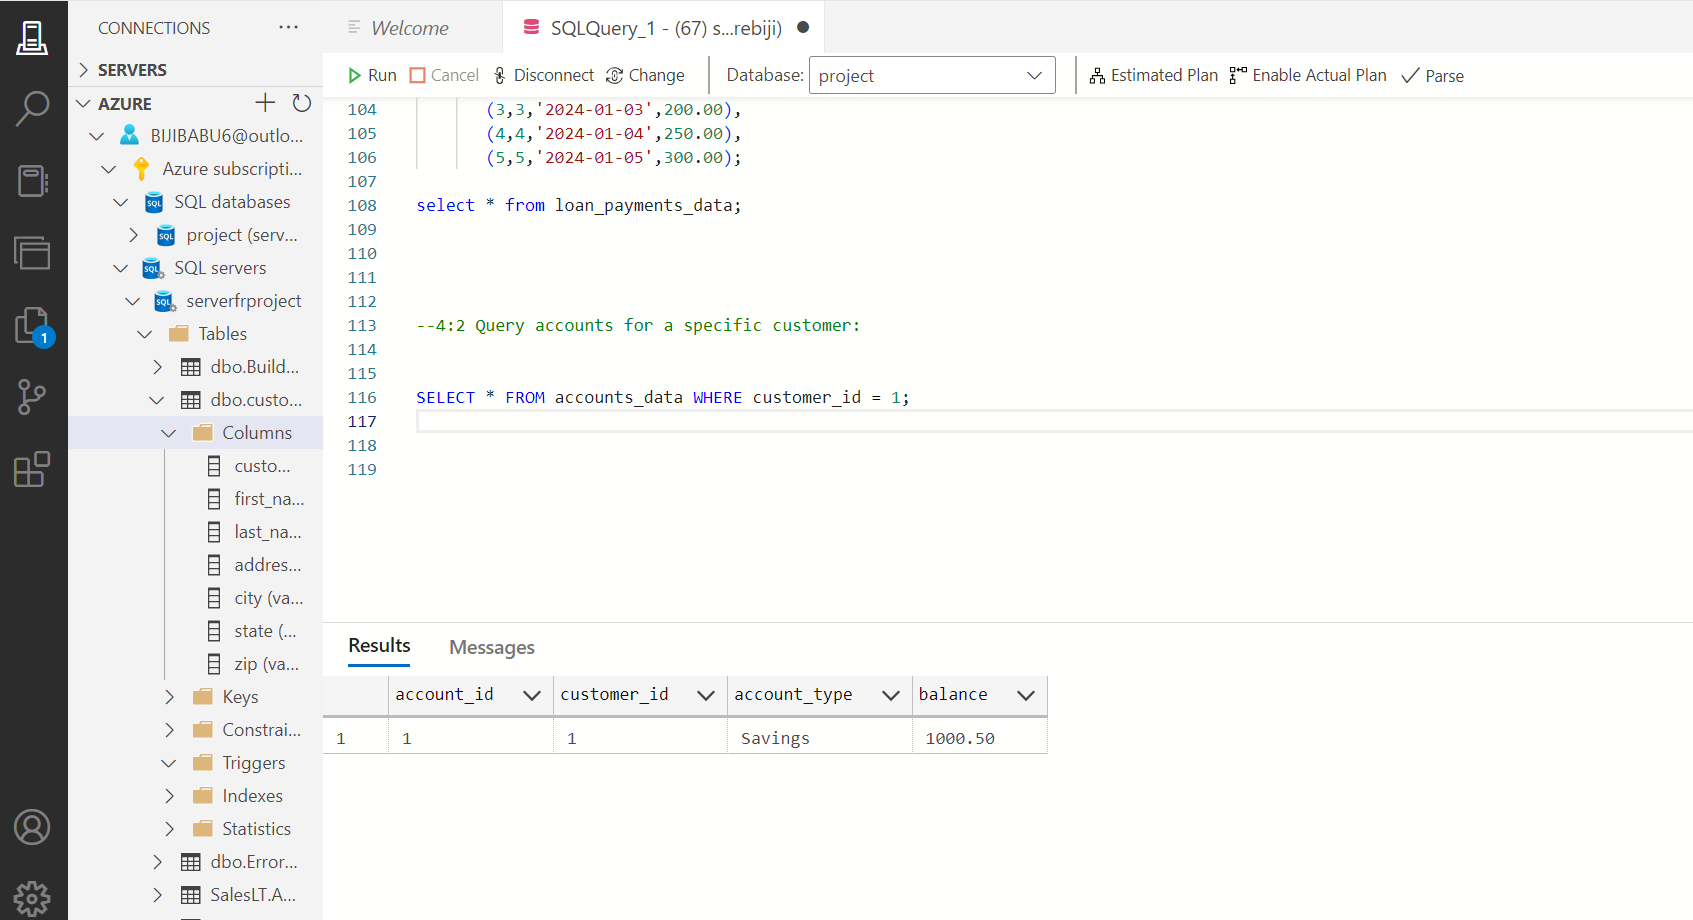 CONNECTIONS ···
SERVERS
AZURE
BIJIBABU6@outlo...
Azure subscripti...
SQL databases
project (serv...
SQL servers
serverfrproject
Tables
dbo.Build...
dbo.custo...
Columns
custo...
first_na...
last_na...
addres...
city (va...
state (...
zip (va...
Keys
Constrai...
Triggers
Indexes
Statistics
dbo.Error...
SalesLT.A...
1
Welcome
SQLQuery_1 - (67) s...rebiji)
Run Cancel Disconnect Change Database: project Estimated Plan Enable Actual Plan Parse
104 (3,3,'2024-01-03',200.00),
105 (4,4,'2024-01-04',250.00),
106 (5,5,'2024-01-05',300.00);
107
108 select * from loan_payments_data;
109
110
111
112
113 --4:2 Query accounts for a specific customer:
114
115
116 SELECT * FROM accounts_data WHERE customer_id = 1;
117
118
119
Results Messages
account_id customer_id account_type balance
1 1 1 Savings 1000.50